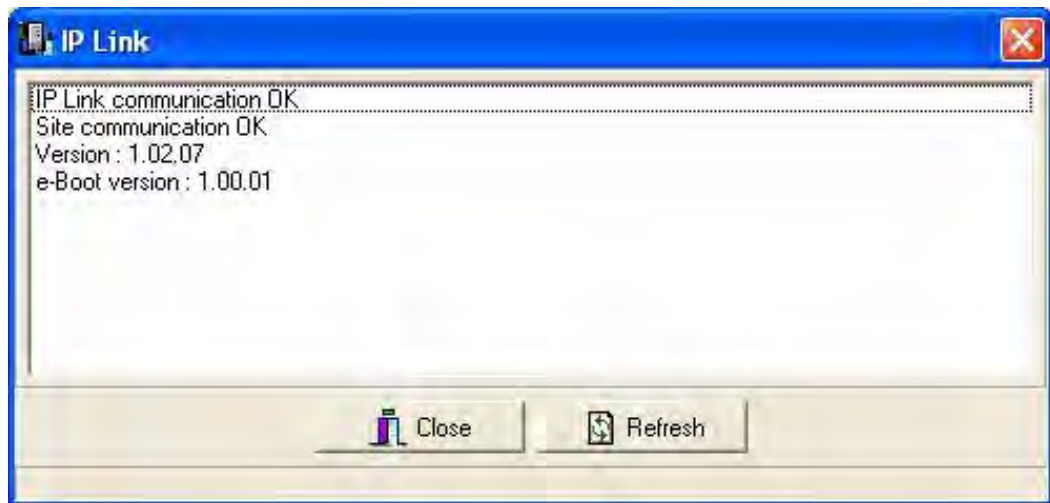 IP Link
IP Link communication OK
Site communication OK
Version : 1.02.07
e-Boot version : 1.00.01
Close
Refresh